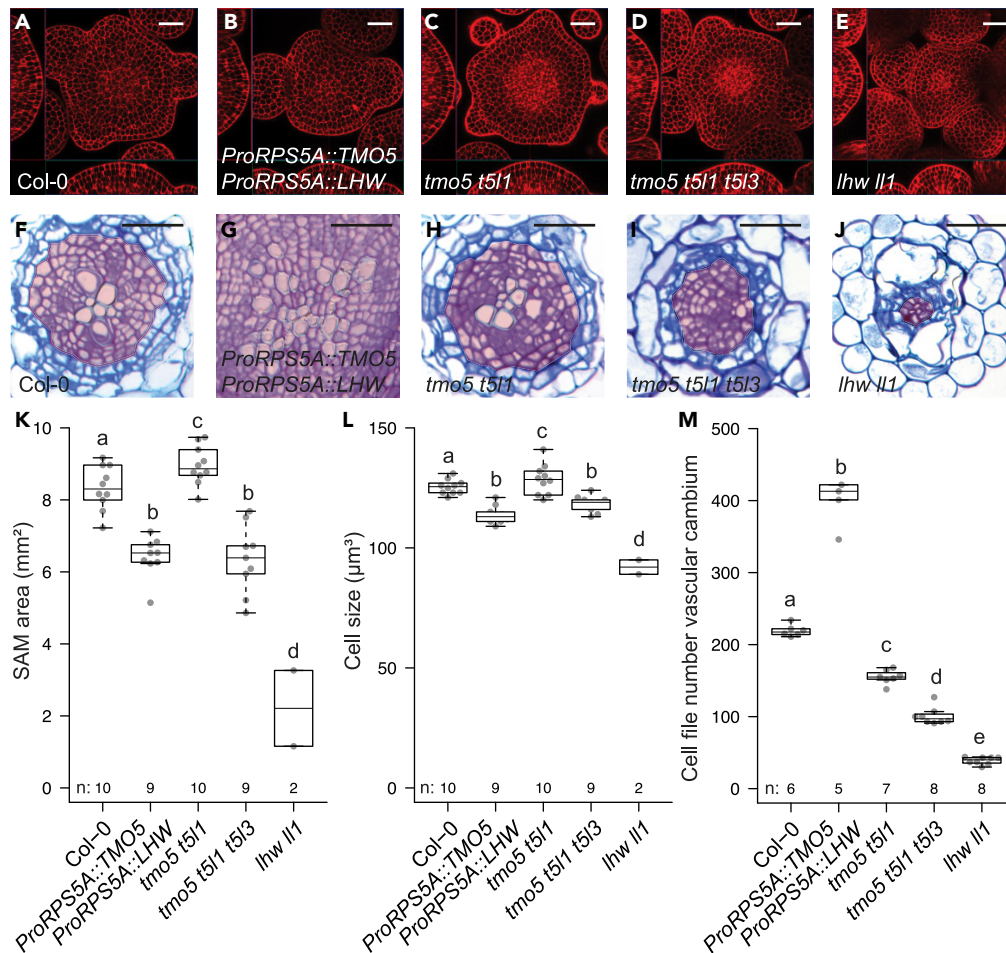 A
B
C
D
E
Col-0
ProRPS5A::TMO5
ProRPS5A::LHW
tmo5 t5l1
tmo5 t5l1 t5l3
lhw ll1
F
G
H
I
J
Col-0
ProRPS5A::TMO5
ProRPS5A::LHW
tmo5 t5l1
tmo5 t5l1 t5l3
lhw ll1
K
SAM area (mm²)
10
8
6
4
2
0
a
b
c
b
d
n: 10 9 10 9 2
Col–0
ProRPS5A::TMO5
ProRPS5A::LHW
tmo5 t5l1
tmo5 t5l1 t5l3
lhw ll1
L
Cell size (µm³)
150
100
50
0
a
b
c
b
d
n: 10 9 10 9 2
Col–0
ProRPS5A::TMO5
ProRPS5A::LHW
tmo5 t5l1
tmo5 t5l1 t5l3
lhw ll1
M
Cell file number vascular cambium
500
400
300
200
100
0
a
b
c
d
e
n: 6 5 7 8 8
Col–0
ProRPS5A::TMO5
ProRPS5A::LHW
tmo5 t5l1
tmo5 t5l1 t5l3
lhw ll1